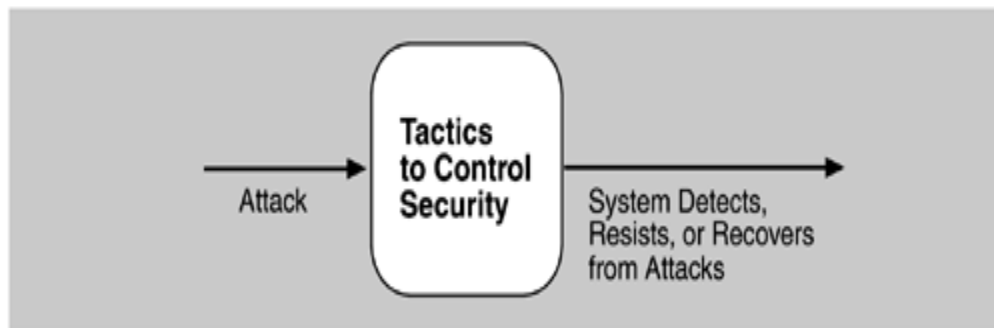 Tactics
to Control
Security
Attack
System Detects,
Resists, or Recovers
from Attacks